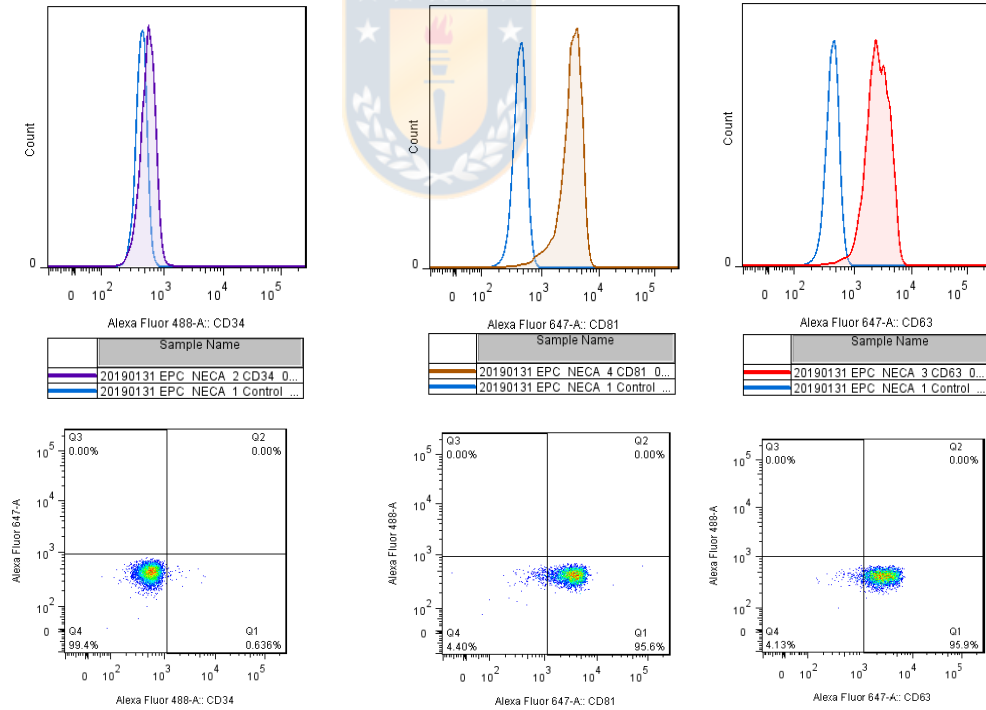 Count
0
0 10^2 10^3 10^4 10^5
Alexa Fluor 488-A:: CD34
Sample Name
20190131 EPC NECA 2 CD34 0...
20190131 EPC NECA 1 Control ...
Count
0
0 10^2 10^3 10^4 10^5
Alexa Fluor 647-A:: CD81
Sample Name
20190131 EPC NECA 4 CD81 0...
20190131 EPC NECA 1 Control ...
Count
0
0 10^2 10^3 10^4 10^5
Alexa Fluor 647-A:: CD63
Sample Name
20190131 EPC NECA 3 CD63 0...
20190131 EPC NECA 1 Control ...
Alexa Fluor 647-A
10^5
10^4
10^3
10^2
0
Q3
0.00%
Q2
0.00%
Q4
99.4%
Q1
0.636%
0 10^2 10^3 10^4 10^5
Alexa Fluor 488-A:: CD34
Alexa Fluor 488-A
10^5
10^4
10^3
10^2
0
Q3
0.00%
Q2
0.00%
Q4
4.40%
Q1
95.6%
0 10^2 10^3 10^4 10^5
Alexa Fluor 647-A:: CD81
Alexa Fluor 488-A
10^5
10^4
10^3
10^2
0
Q3
0.00%
Q2
0.00%
Q4
4.13%
Q1
95.9%
0 10^2 10^3 10^4 10^5
Alexa Fluor 647-A:: CD63